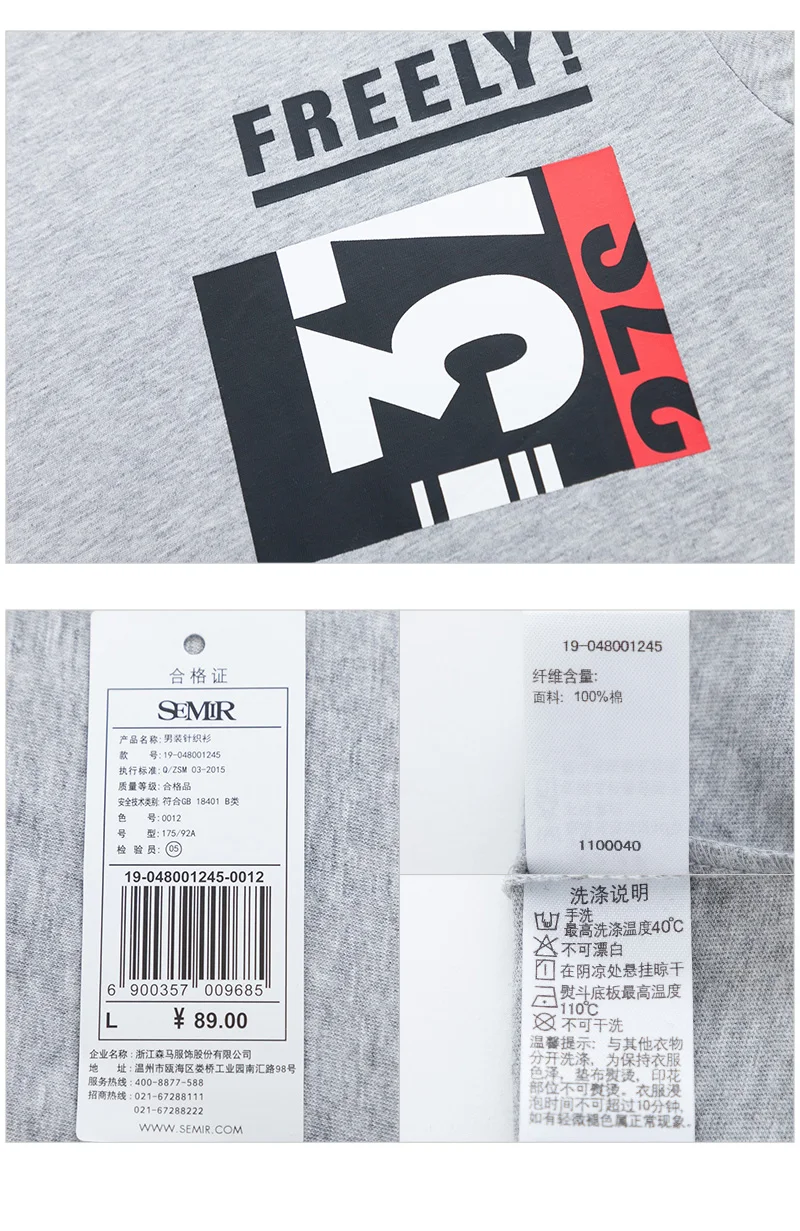 FREELY!
57
576
合格证
SEMIR
产品名称: 男装针织衫
款 号: 19-048001245
执行标准: Q/ZSM 03-2015
质量等级: 合格品
安全技术类别: 符合GB 18401 B类
色 号: 0012
号 型: 175/92A
检 验 员: 05
19-048001245-0012
6 900357 009685
L ¥ 89.00
企业名称: 浙江森马服饰股份有限公司
地 址: 温州市瓯海区娄桥工业园南汇路98号
服务热线: 400-8877-588
招商热线: 021-67288111
021-67288222
WWW.SEMIR.COM
19-048001245
纤维含量:
面料: 100%棉
1100040
洗涤说明
手洗
最高洗涤温度40℃
不可漂白
在阴凉处悬挂晾干
熨斗底板最高温度
110℃
不可干洗
温馨提示: 与其他衣物
分开洗涤, 为保持衣服
色泽, 垫布熨烫, 印花
部位不可熨烫。衣服浸
泡时间不可超过10分钟,
如有轻微褪色属正常现象。